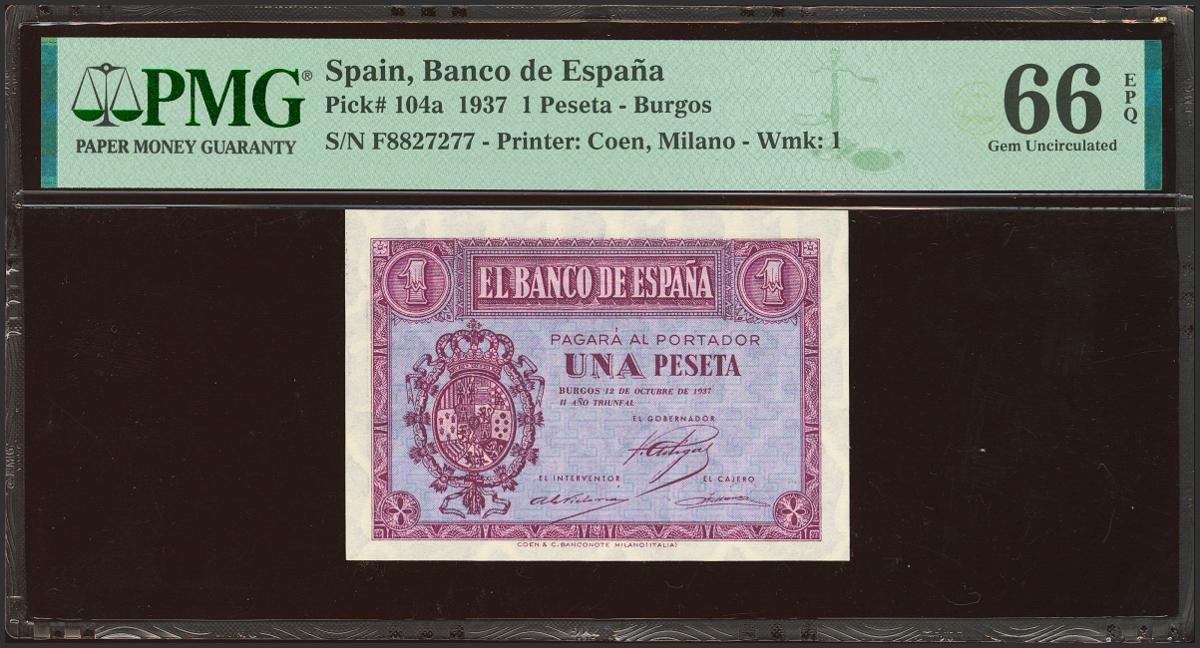 PMG®
PAPER MONEY GUARANTY
Spain, Banco de España
Pick# 104a 1937 1 Peseta - Burgos
S/N F8827277 - Printer: Coen, Milano - Wmk: 1
66 EPQ
Gem Uncirculated
1 EL BANCO DE ESPAÑA 1
PAGARÁ AL PORTADOR
UNA PESETA
BURGOS 12 DE OCTUBRE DE 1937
II AÑO TRIUNFAL
EL GOBERNADOR
EL INTERVENTOR EL CAJERO
COEN & C. BANCONOTE MILANO (ITALIA)